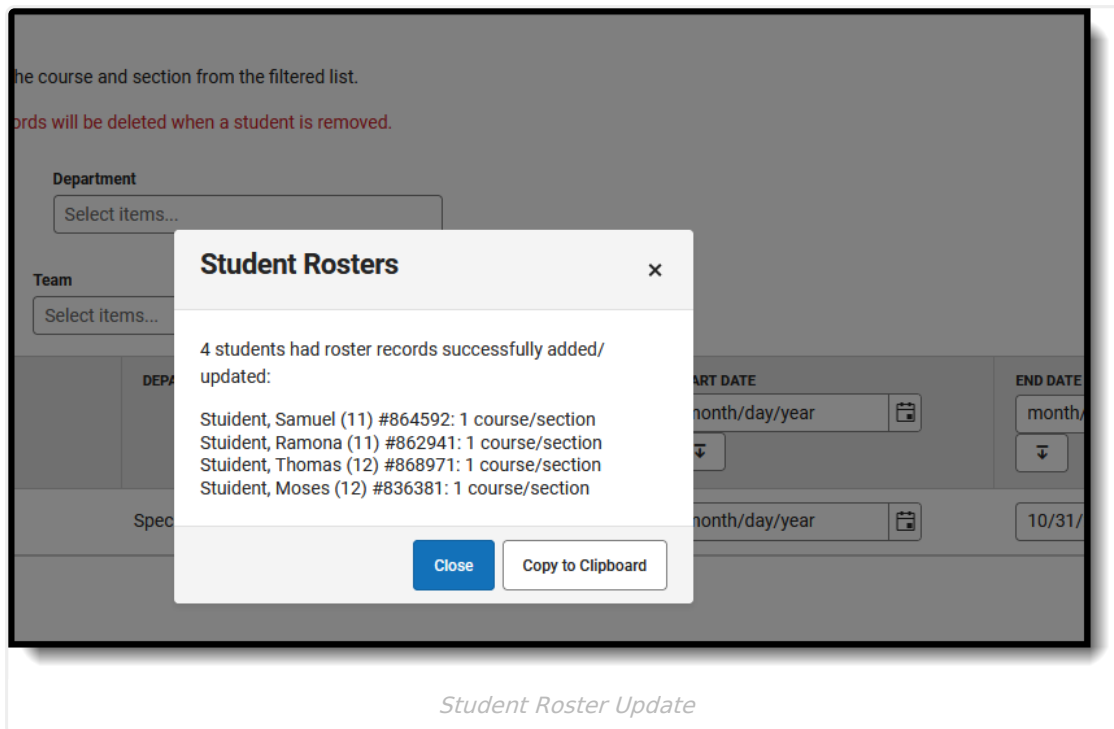 he course and section from the filtered list.
ords will be deleted when a student is removed.
Department
Select items...
Student Rosters
×
Team
Select items...
4 students had roster records successfully added/
updated:
DEPA
ART DATE
END DATE
month/day/year
month/
Stuident, Samuel (11) #864592: 1 course/section
Stuident, Ramona (11) #862941: 1 course/section
Stuident, Thomas (12) #868971: 1 course/section
Stuident, Moses (12) #836381: 1 course/section
Spec
month/day/year
10/31/
Close
Copy to Clipboard
Student Roster Update